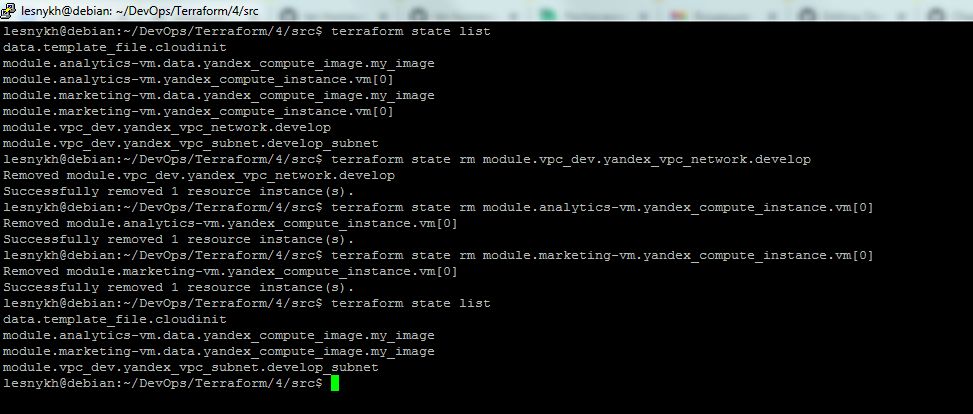 lesnykh@debian: ~/DevOps/Terraform/4/src
lesnykh@debian:~/DevOps/Terraform/4/src$ terraform state list
data.template_file.cloudinit
module.analytics-vm.data.yandex_compute_image.my_image
module.analytics-vm.yandex_compute_instance.vm[0]
module.marketing-vm.data.yandex_compute_image.my_image
module.marketing-vm.yandex_compute_instance.vm[0]
module.vpc_dev.yandex_vpc_network.develop
module.vpc_dev.yandex_vpc_subnet.develop_subnet
lesnykh@debian:~/DevOps/Terraform/4/src$ terraform state rm module.vpc_dev.yandex_vpc_network.develop
Removed module.vpc_dev.yandex_vpc_network.develop
Successfully removed 1 resource instance(s).
lesnykh@debian:~/DevOps/Terraform/4/src$ terraform state rm module.analytics-vm.yandex_compute_instance.vm[0]
Removed module.analytics-vm.yandex_compute_instance.vm[0]
Successfully removed 1 resource instance(s).
lesnykh@debian:~/DevOps/Terraform/4/src$ terraform state rm module.marketing-vm.yandex_compute_instance.vm[0]
Removed module.marketing-vm.yandex_compute_instance.vm[0]
Successfully removed 1 resource instance(s).
lesnykh@debian:~/DevOps/Terraform/4/src$ terraform state list
data.template_file.cloudinit
module.analytics-vm.data.yandex_compute_image.my_image
module.marketing-vm.data.yandex_compute_image.my_image
module.vpc_dev.yandex_vpc_subnet.develop_subnet
lesnykh@debian:~/DevOps/Terraform/4/src$